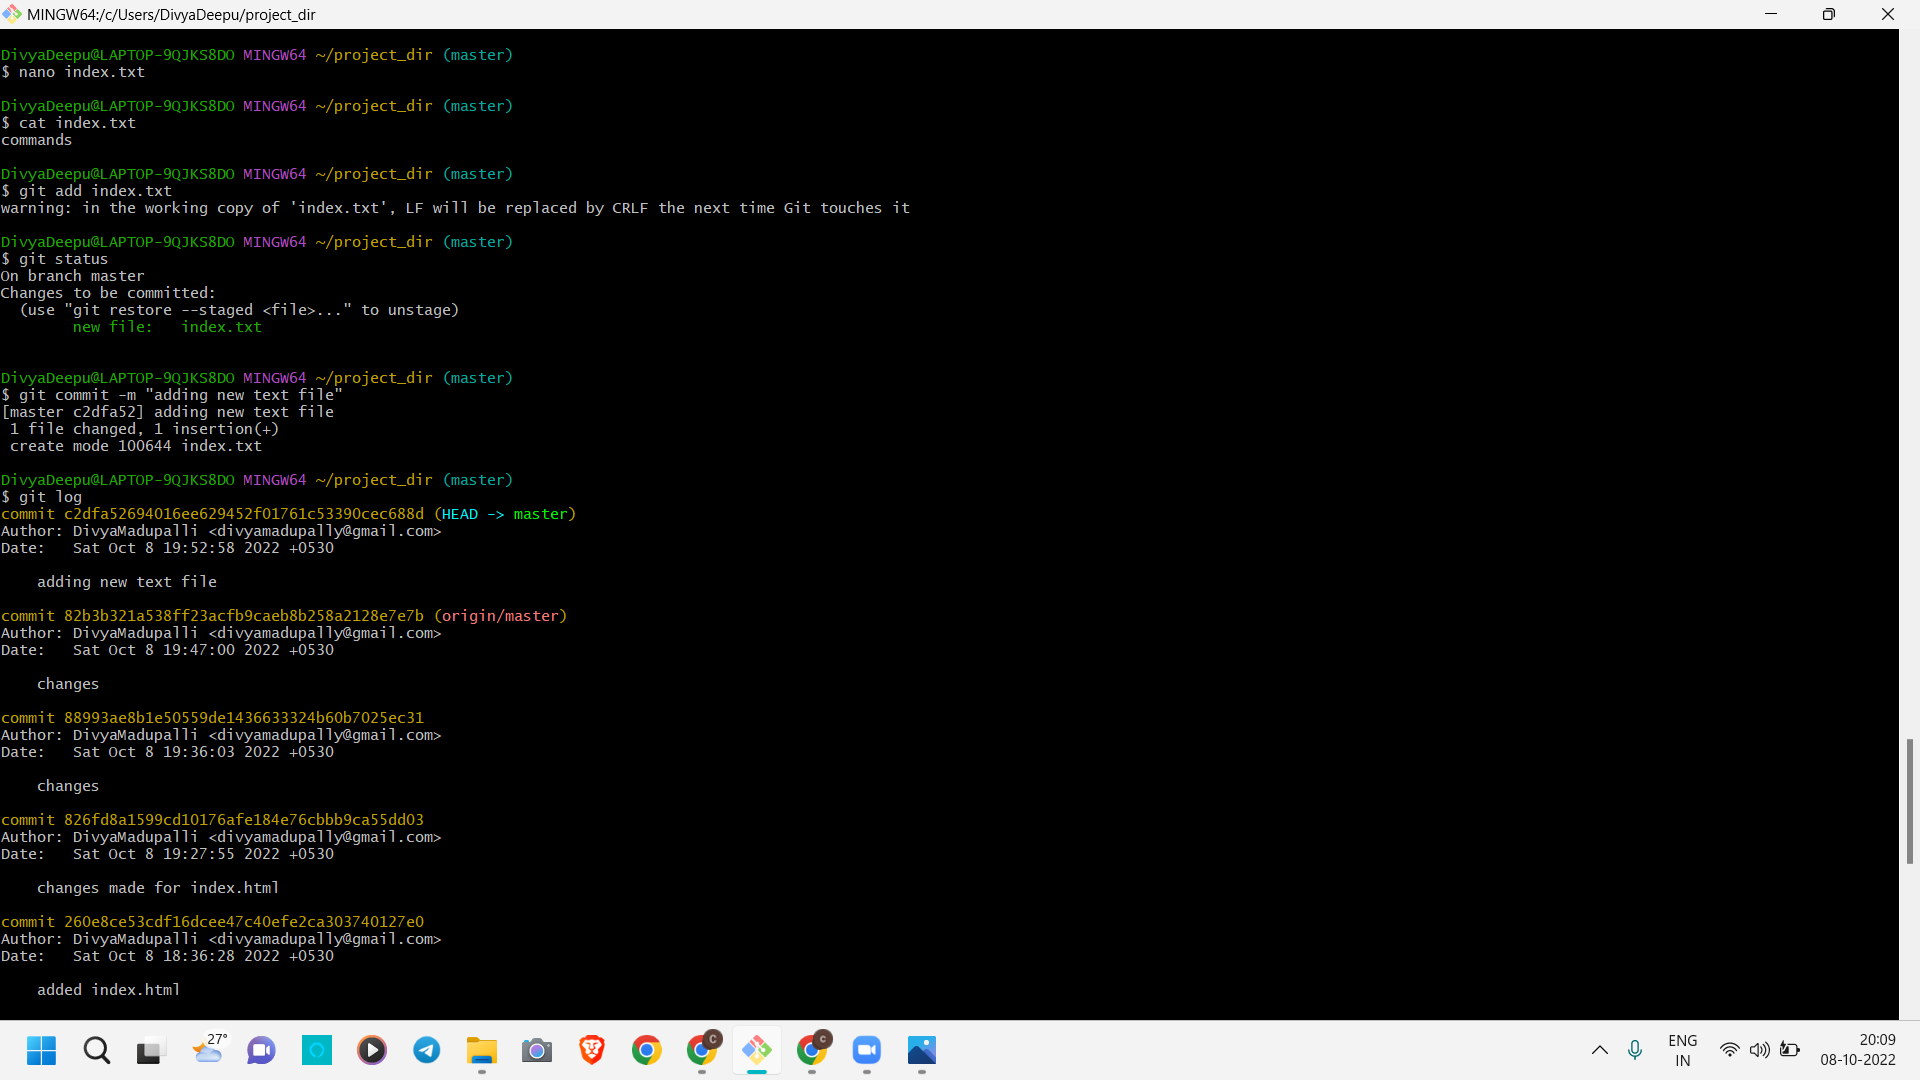 MINGW64:/c/Users/DivyaDeepu/project_dir
DivyaDeepu@LAPTOP-9QJKS8DO MINGW64 ~/project_dir (master)
$ nano index.txt
DivyaDeepu@LAPTOP-9QJKS8DO MINGW64 ~/project_dir (master)
$ cat index.txt
commands
DivyaDeepu@LAPTOP-9QJKS8DO MINGW64 ~/project_dir (master)
$ git add index.txt
warning: in the working copy of 'index.txt', LF will be replaced by CRLF the next time Git touches it
DivyaDeepu@LAPTOP-9QJKS8DO MINGW64 ~/project_dir (master)
$ git status
On branch master
Changes to be committed:
  (use "git restore --staged <file>..." to unstage)
        new file:   index.txt
DivyaDeepu@LAPTOP-9QJKS8DO MINGW64 ~/project_dir (master)
$ git commit -m "adding new text file"
[master c2dfa52] adding new text file
 1 file changed, 1 insertion(+)
 create mode 100644 index.txt
DivyaDeepu@LAPTOP-9QJKS8DO MINGW64 ~/project_dir (master)
$ git log
commit c2dfa52694016ee629452f01761c53390cec688d (HEAD -> master)
Author: DivyaMadupalli <divyamadupally@gmail.com>
Date:   Sat Oct 8 19:52:58 2022 +0530
    adding new text file
commit 82b3b321a538ff23acfb9caeb8b258a2128e7e7b (origin/master)
Author: DivyaMadupalli <divyamadupally@gmail.com>
Date:   Sat Oct 8 19:47:00 2022 +0530
    changes
commit 88993ae8b1e50559de1436633324b60b7025ec31
Author: DivyaMadupalli <divyamadupally@gmail.com>
Date:   Sat Oct 8 19:36:03 2022 +0530
    changes
commit 826fd8a1599cd10176afe184e76cbbb9ca55dd03
Author: DivyaMadupalli <divyamadupally@gmail.com>
Date:   Sat Oct 8 19:27:55 2022 +0530
    changes made for index.html
commit 260e8ce53cdf16dcee47c40efe2ca303740127e0
Author: DivyaMadupalli <divyamadupally@gmail.com>
Date:   Sat Oct 8 18:36:28 2022 +0530
    added index.html
27°
C
C
ENG
IN
20:09
08-10-2022